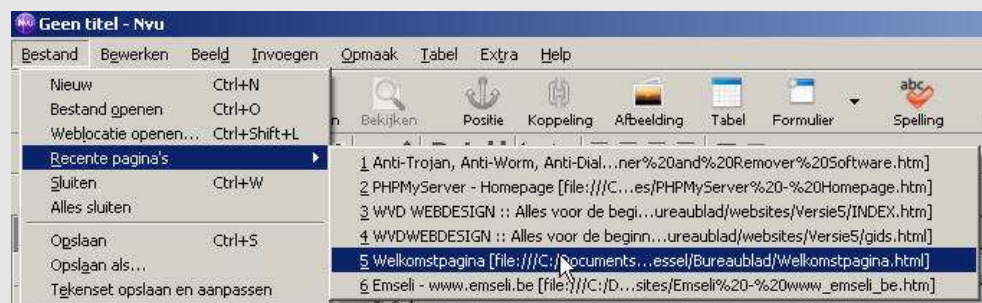 Geen titel - Nvu
Bestand Bewerken Beeld Invoegen Opmaak Tabel Extra Help
Nieuw Ctrl+N
Bestand openen Ctrl+O
Weblocatie openen... Ctrl+Shift+L
Recente pagina's
Sluiten Ctrl+W
Alles sluiten
Opslaan Ctrl+S
Opslaan als...
Tekenset opslaan en aanpassen
n Bekijken Positie Koppeling Afbeelding Tabel Formulier Spelling
abc
1 Anti-Trojan, Anti-Worm, Anti-Dial...ner%20and%20Remover%20Software.htm]
2 PHPMyServer - Homepage [file:///C...es/PHPMyServer%20-%20Homepage.htm]
3 WVD WEBDESIGN :: Alles voor de begi...ureaublad/websites/Versie5/INDEX.htm]
4 WVDWEBDESIGN :: Alles voor de beginn...ureaublad/websites/Versie5/gids.html]
5 Welkomstpagina [file:///C:/Documents...essel/Bureaublad/Welkomstpagina.html]
6 Emseli - www.emseli.be [file:///C:/D...sites/Emseli%20-%20www_emseli_be.htm]